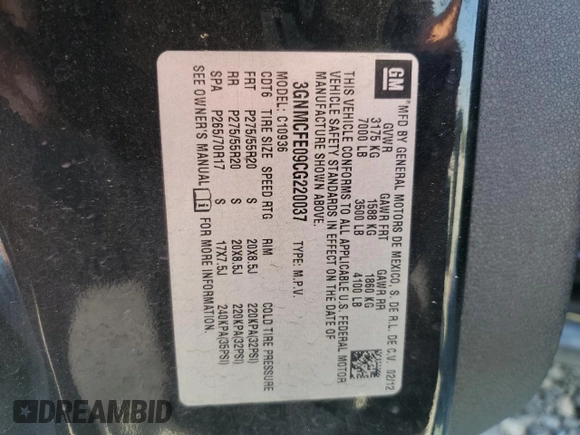 GM
MFD BY GENERAL MOTORS DE MEXICO, S. DE R.L. DE C.V. 02/12
GVWR GAWR FRT GAWR RR
3175 KG 1588 KG 1860 KG
7000 LB 3500 LB 4100 LB
THIS VEHICLE CONFORMS TO ALL APPLICABLE U.S. FEDERAL MOTOR
VEHICLE SAFETY STANDARDS IN EFFECT ON THE DATE OF
MANUFACTURE SHOWN ABOVE.
3GNMCFE09CG220037 TYPE: M.P.V.
MODEL: C10936
CDT6 TIRE SIZE SPEED RTG RIM COLD TIRE PRESSURE
FRT P275/55R20 S 20X8.5J 220KPA(32PSI)
RR P275/55R20 S 20X8.5J 220KPA(32PSI)
SPA P265/70R17 S 17X7.5J 240KPA(35PSI)
SEE OWNER'S MANUAL
DREAMBID